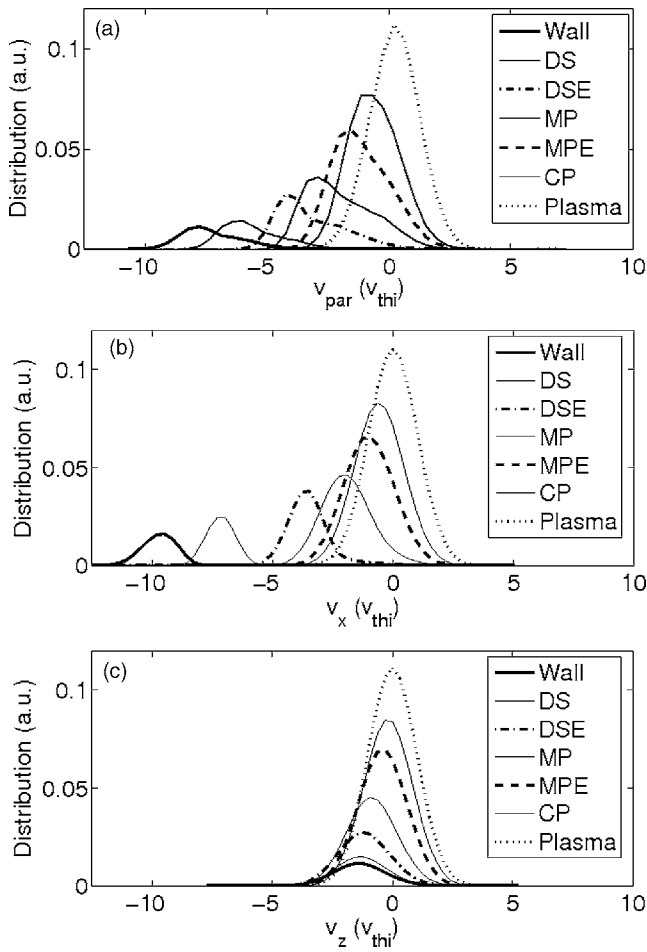 (a)
0.1
0.05
0
Distribution (a.u.)
−10
−5
0
5
10
v_par (v_thi)
Wall
DS
DSE
MP
MPE
CP
Plasma
(b)
0.1
0.05
0
Distribution (a.u.)
−10
−5
0
5
10
v_x (v_thi)
Wall
DS
DSE
MP
MPE
CP
Plasma
(c)
0.1
0.05
0
Distribution (a.u.)
−10
−5
0
5
10
v_z (v_thi)
Wall
DS
DSE
MP
MPE
CP
Plasma